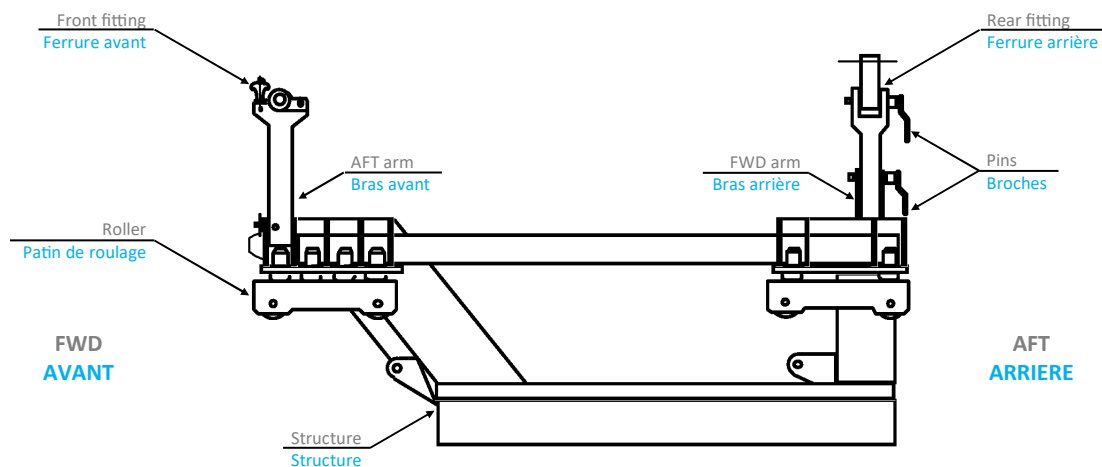 Front fitting
Ferrure avant
Rear fitting
Ferrure arrière
AFT arm
Bras avant
FWD arm
Bras arrière
Pins
Broches
Roller
Patin de roulage
FWD
AVANT
AFT
ARRIERE
Structure
Structure